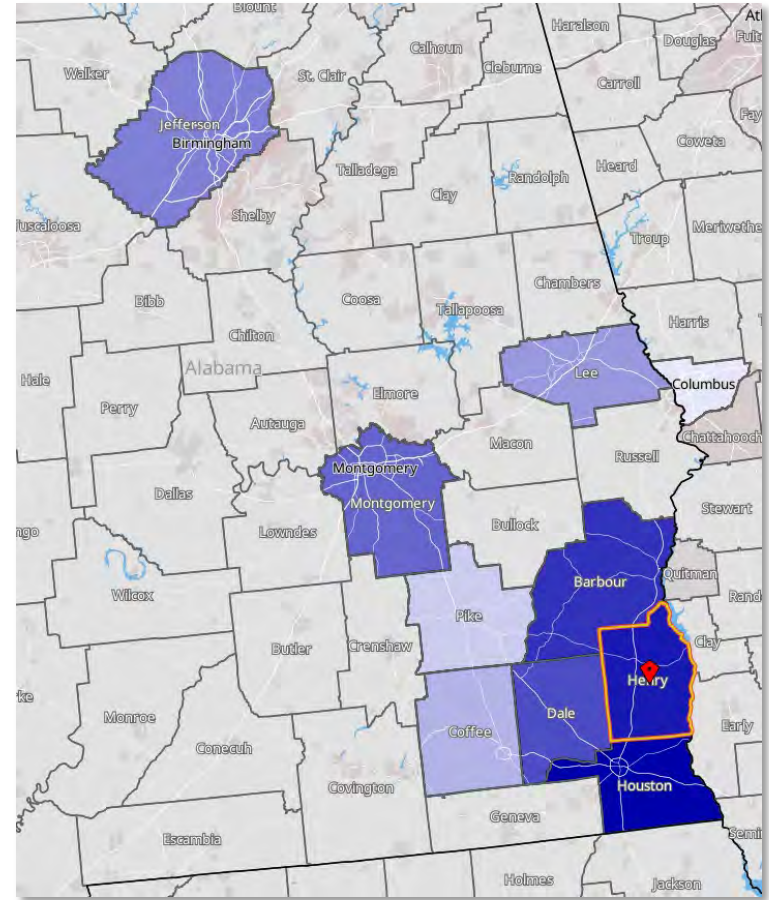 Blount
Haralson
Calhoun
Douglas
Walker
St. Clair
Cleburne
Carroll
Jefferson
Birmingham
Coweta
Talladega
Heard
Clay
Randolph
Shelby
Tuscaloosa
Troup
Chambers
Bibb
Coosa
Tallapoosa
Harris
Chilton
Alabama
Lee
Columbus
Hale
Elmore
Perry
Autauga
Macon
Russell
Montgomery
Dallas
Montgomery
Stewart
Lowndes
Bullock
Barbour
Quitman
Wilcox
Pike
Butler
Crenshaw
Clay
Henry
Monroe
Dale
Early
Coffee
Conecuh
Covington
Houston
Geneva
Escambia
Holmes
Jackson